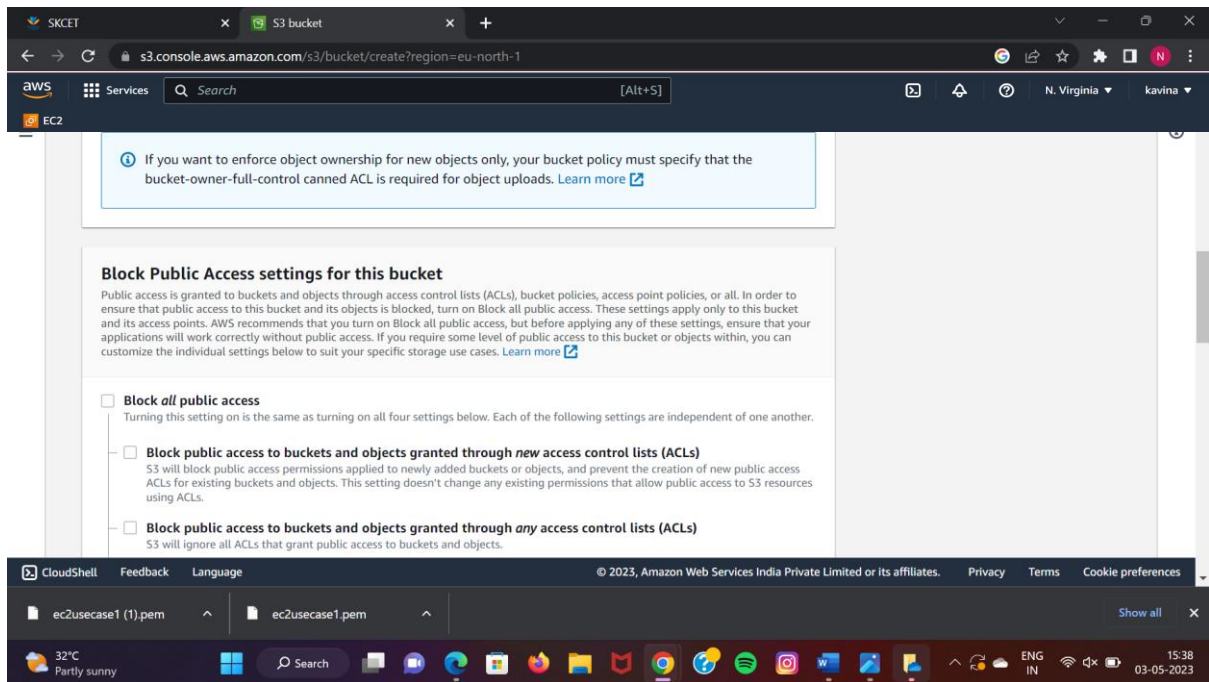 SKCET
S3 bucket
s3.console.aws.amazon.com/s3/bucket/create?region=eu-north-1
N
aws
Services
Search
[Alt+S]
N. Virginia
kavina
EC2
If you want to enforce object ownership for new objects only, your bucket policy must specify that the
bucket-owner-full-control canned ACL is required for object uploads. Learn more
Block Public Access settings for this bucket
Public access is granted to buckets and objects through access control lists (ACLs), bucket policies, access point policies, or all. In order to
ensure that public access to this bucket and its objects is blocked, turn on Block all public access. These settings apply only to this bucket
and its access points. AWS recommends that you turn on Block all public access, but before applying any of these settings, ensure that your
applications will work correctly without public access. If you require some level of public access to this bucket or objects within, you can
customize the individual settings below to suit your specific storage use cases. Learn more
Block all public access
Turning this setting on is the same as turning on all four settings below. Each of the following settings are independent of one another.
Block public access to buckets and objects granted through new access control lists (ACLs)
S3 will block public access permissions applied to newly added buckets or objects, and prevent the creation of new public access
ACLs for existing buckets and objects. This setting doesn't change any existing permissions that allow public access to S3 resources
using ACLs.
Block public access to buckets and objects granted through any access control lists (ACLs)
S3 will ignore all ACLs that grant public access to buckets and objects.
CloudShell
Feedback
Language
© 2023, Amazon Web Services India Private Limited or its affiliates.
Privacy
Terms
Cookie preferences
ec2usecase1 (1).pem
ec2usecase1.pem
Show all
32°C
Partly sunny
Search
ENG
IN
15:38
03-05-2023